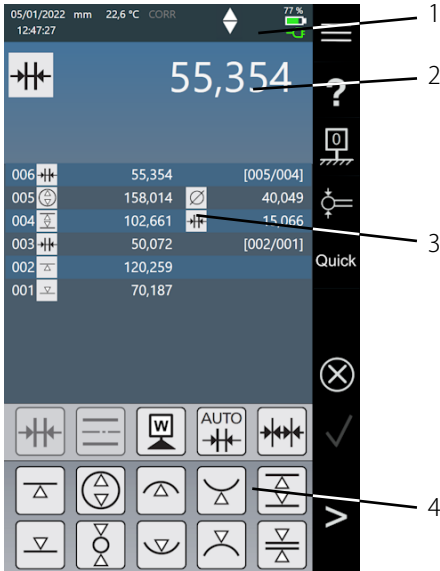 05/01/2022 mm 22,6 °C CORR 77 %
12:47:27
1
55,354
2
?
0
006 55,354 [005/004]
005 158,014 Ø 40,049
004 102,661 15,066
003 50,072 [002/001]
3
002 120,259
Quick
001 70,187
W
AUTO
4
>